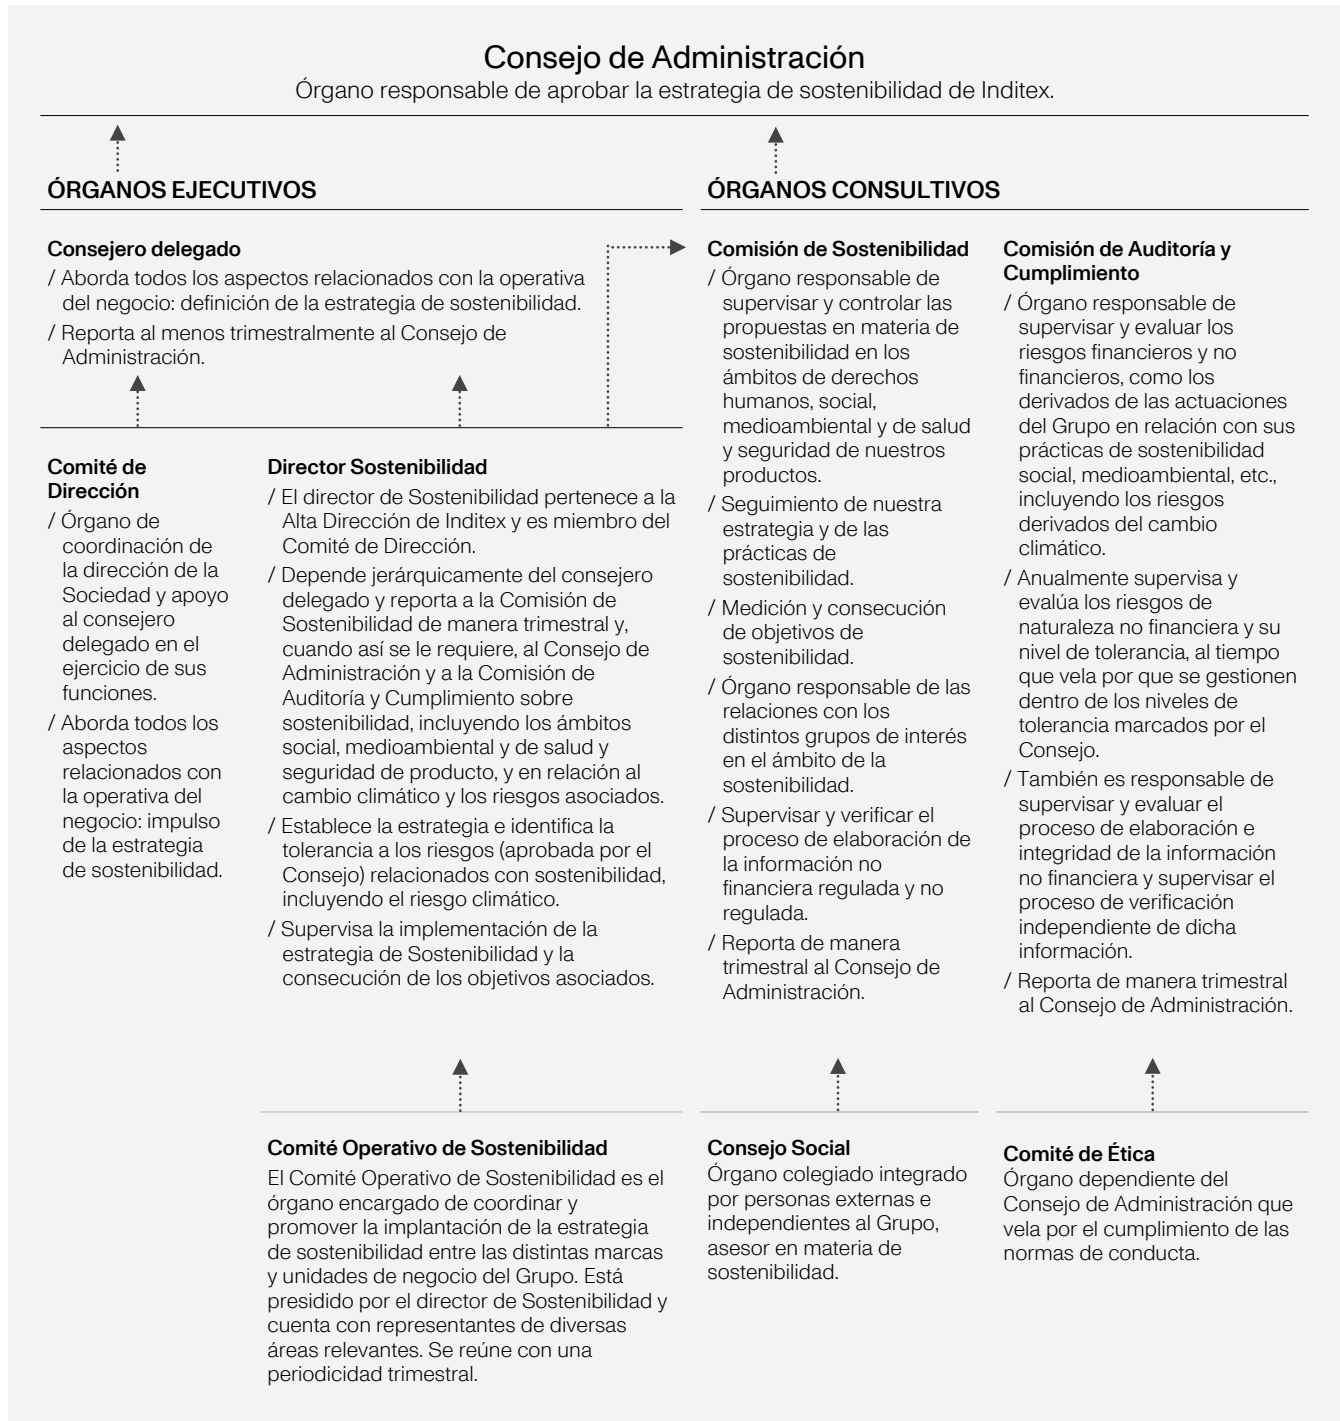 Consejo de Administración
Órgano responsable de aprobar la estrategia de sostenibilidad de Inditex.
ÓRGANOS EJECUTIVOS
Consejero delegado
/ Aborda todos los aspectos relacionados con la operativa
del negocio: definición de la estrategia de sostenibilidad.
/ Reporta al menos trimestralmente al Consejo de
Administración.
Comité de
Dirección
/ Órgano de
coordinación de
la dirección de la
Sociedad y apoyo
al consejero
delegado en el
ejercicio de sus
funciones.
/ Aborda todos los
aspectos
relacionados con
la operativa del
negocio: impulso
de la estrategia
de sostenibilidad.
Director Sostenibilidad
/ El director de Sostenibilidad pertenece a la
Alta Dirección de Inditex y es miembro del
Comité de Dirección.
/ Depende jerárquicamente del consejero
delegado y reporta a la Comisión de
Sostenibilidad de manera trimestral y,
cuando así se le requiere, al Consejo de
Administración y a la Comisión de
Auditoría y Cumplimiento sobre
sostenibilidad, incluyendo los ámbitos
social, medioambiental y de salud y
seguridad de producto, y en relación al
cambio climático y los riesgos asociados.
/ Establece la estrategia e identifica la
tolerancia a los riesgos (aprobada por el
Consejo) relacionados con sostenibilidad,
incluyendo el riesgo climático.
/ Supervisa la implementación de la
estrategia de Sostenibilidad y la
consecución de los objetivos asociados.
Comité Operativo de Sostenibilidad
El Comité Operativo de Sostenibilidad es el
órgano encargado de coordinar y
promover la implantación de la estrategia
de sostenibilidad entre las distintas marcas
y unidades de negocio del Grupo. Está
presidido por el director de Sostenibilidad y
cuenta con representantes de diversas
áreas relevantes. Se reúne con una
periodicidad trimestral.
ÓRGANOS CONSULTIVOS
Comisión de Sostenibilidad
/ Órgano responsable de
supervisar y controlar las
propuestas en materia de
sostenibilidad en los
ámbitos de derechos
humanos, social,
medioambiental y de salud
y seguridad de nuestros
productos.
/ Seguimiento de nuestra
estrategia y de las
prácticas de
sostenibilidad.
/ Medición y consecución
de objetivos de
sostenibilidad.
/ Órgano responsable de las
relaciones con los
distintos grupos de interés
en el ámbito de la
sostenibilidad.
/ Supervisar y verificar el
proceso de elaboración de
la información no
financiera regulada y no
regulada.
/ Reporta de manera
trimestral al Consejo de
Administración.
Consejo Social
Órgano colegiado integrado
por personas externas e
independientes al Grupo,
asesor en materia de
sostenibilidad.
Comisión de Auditoría y
Cumplimiento
/ Órgano responsable de
supervisar y evaluar los
riesgos financieros y no
financieros, como los
derivados de las actuaciones
del Grupo en relación con sus
prácticas de sostenibilidad
social, medioambiental, etc.,
incluyendo los riesgos
derivados del cambio
climático.
/ Anualmente supervisa y
evalúa los riesgos de
naturaleza no financiera y su
nivel de tolerancia, al tiempo
que vela por que se gestionen
dentro de los niveles de
tolerancia marcados por el
Consejo.
/ También es responsable de
supervisar y evaluar el
proceso de elaboración e
integridad de la información
no financiera y supervisar el
proceso de verificación
independiente de dicha
información.
/ Reporta de manera trimestral
al Consejo de Administración.
Comité de Ética
Órgano dependiente del
Consejo de Administración que
vela por el cumplimiento de las
normas de conducta.